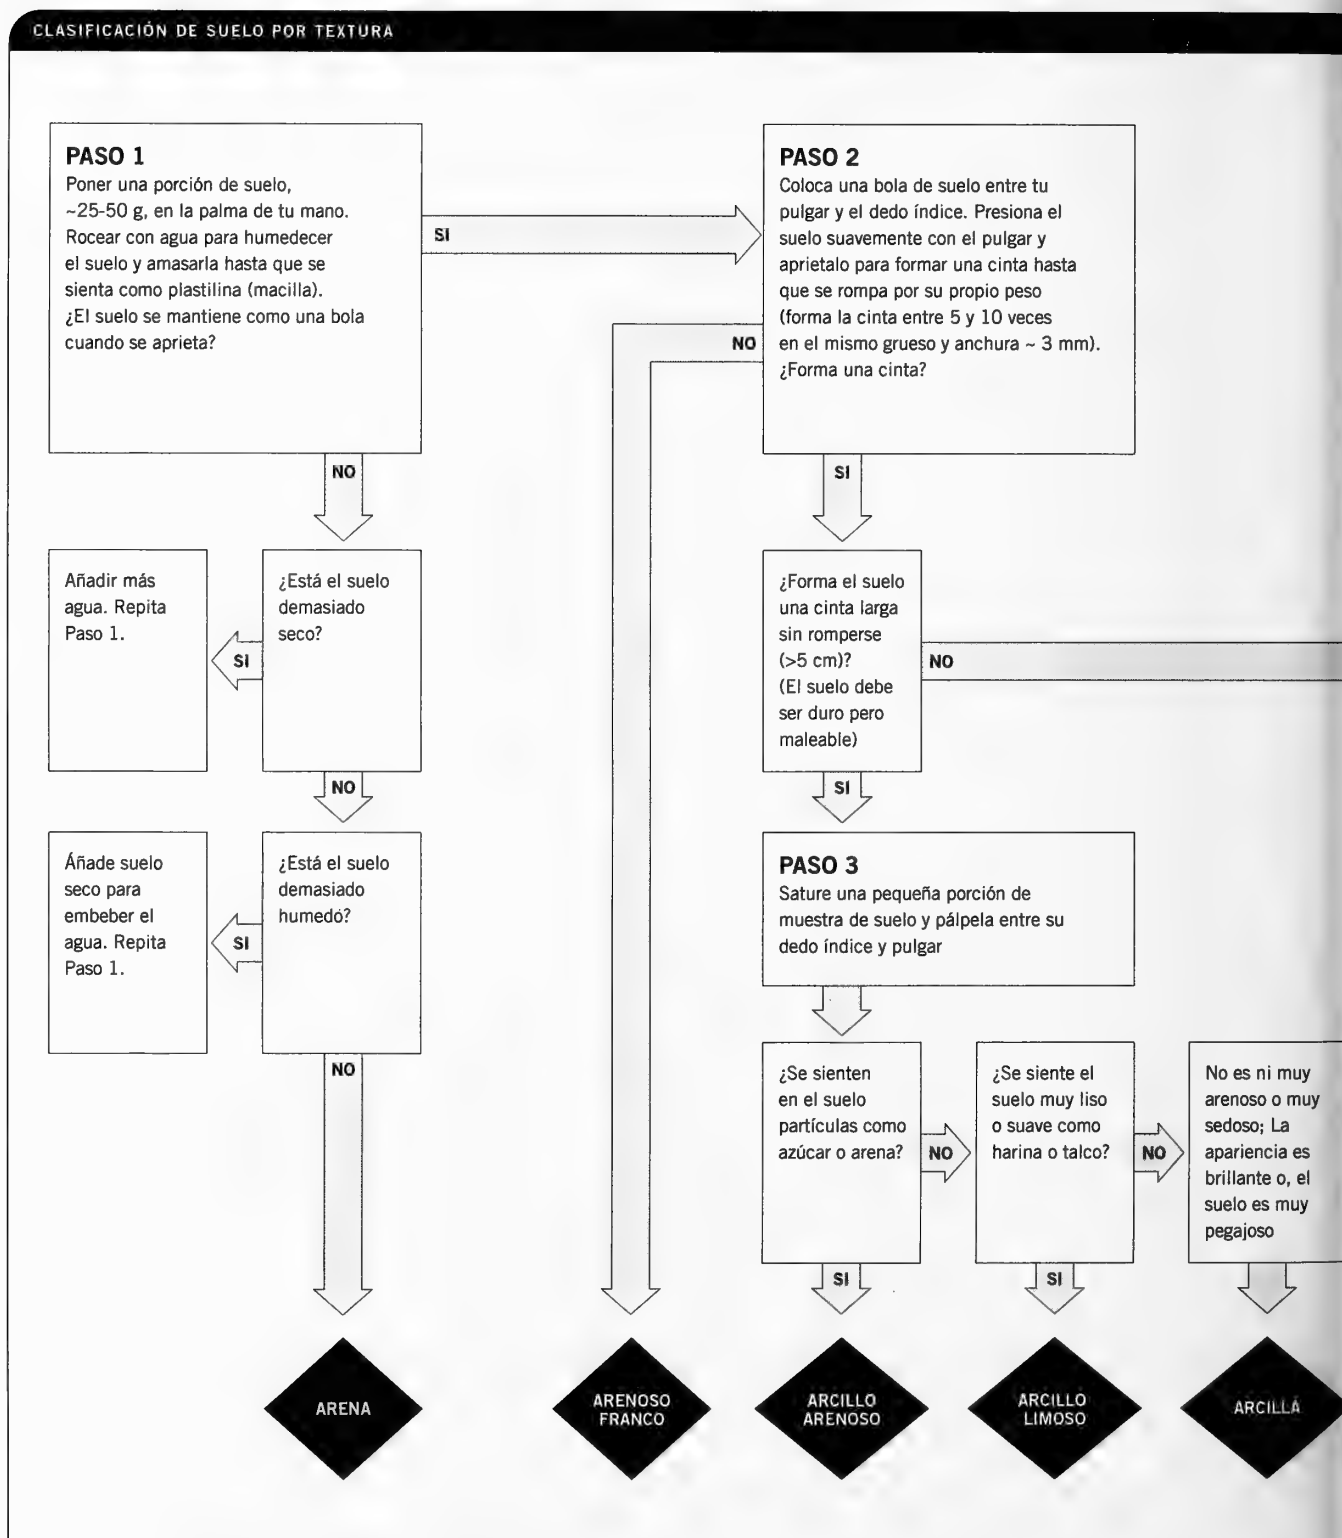 CLASIFICACIÓN DE SUELO POR TEXTURA
PASO 1
Poner una porción de suelo,
~25-50 g, en la palma de tu mano.
Rocear con agua para humedecer
el suelo y amasarla hasta que se
sienta como plastilina (macilla).
¿El suelo se mantiene como una bola
cuando se aprieta?
SI
NO
PASO 2
Coloca una bola de suelo entre tu
pulgar y el dedo índice. Presiona el
suelo suavemente con el pulgar y
aprietalo para formar una cinta hasta
que se rompa por su propio peso
(forma la cinta entre 5 y 10 veces
en el mismo grueso y anchura ~ 3 mm).
¿Forma una cinta?
NO
SI
Añadir más
agua. Repita
Paso 1.
SI
¿Está el suelo
demasiado
seco?
NO
¿Forma el suelo
una cinta larga
sin romperse
(>5 cm)?
(El suelo debe
ser duro pero
maleable)
NO
SI
Áñade suelo
seco para
embeber el
agua. Repita
Paso 1.
SI
¿Está el suelo
demasiado
humedó?
NO
PASO 3
Sature una pequeña porción de
muestra de suelo y pálpela entre su
dedo índice y pulgar
¿Se sienten
en el suelo
partículas como
azúcar o arena?
NO
SI
¿Se siente el
suelo muy liso
o suave como
harina o talco?
NO
SI
No es ni muy
arenoso o muy
sedoso; La
apariencia es
brillante o, el
suelo es muy
pegajoso
ARENA
ARENOSO
FRANCO
ARCILLO
ARENOSO
ARCILLO
LIMOSO
ARCILLA